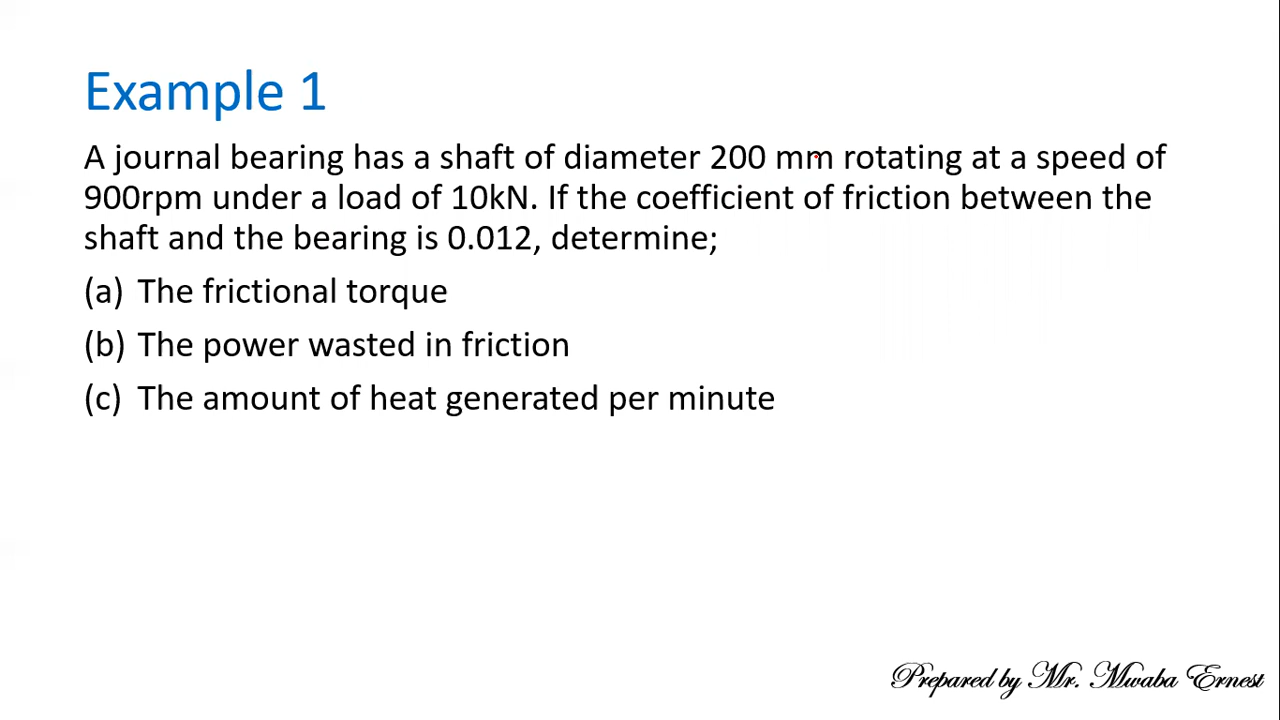 Example 1
A journal bearing has a shaft of diameter 200 mm rotating at a speed of
900rpm under a load of 10kN. If the coefficient of friction between the
shaft and the bearing is 0.012, determine;
(a) The frictional torque
(b) The power wasted in friction
(c) The amount of heat generated per minute
Prepared by Mr. Mwaba Ernest